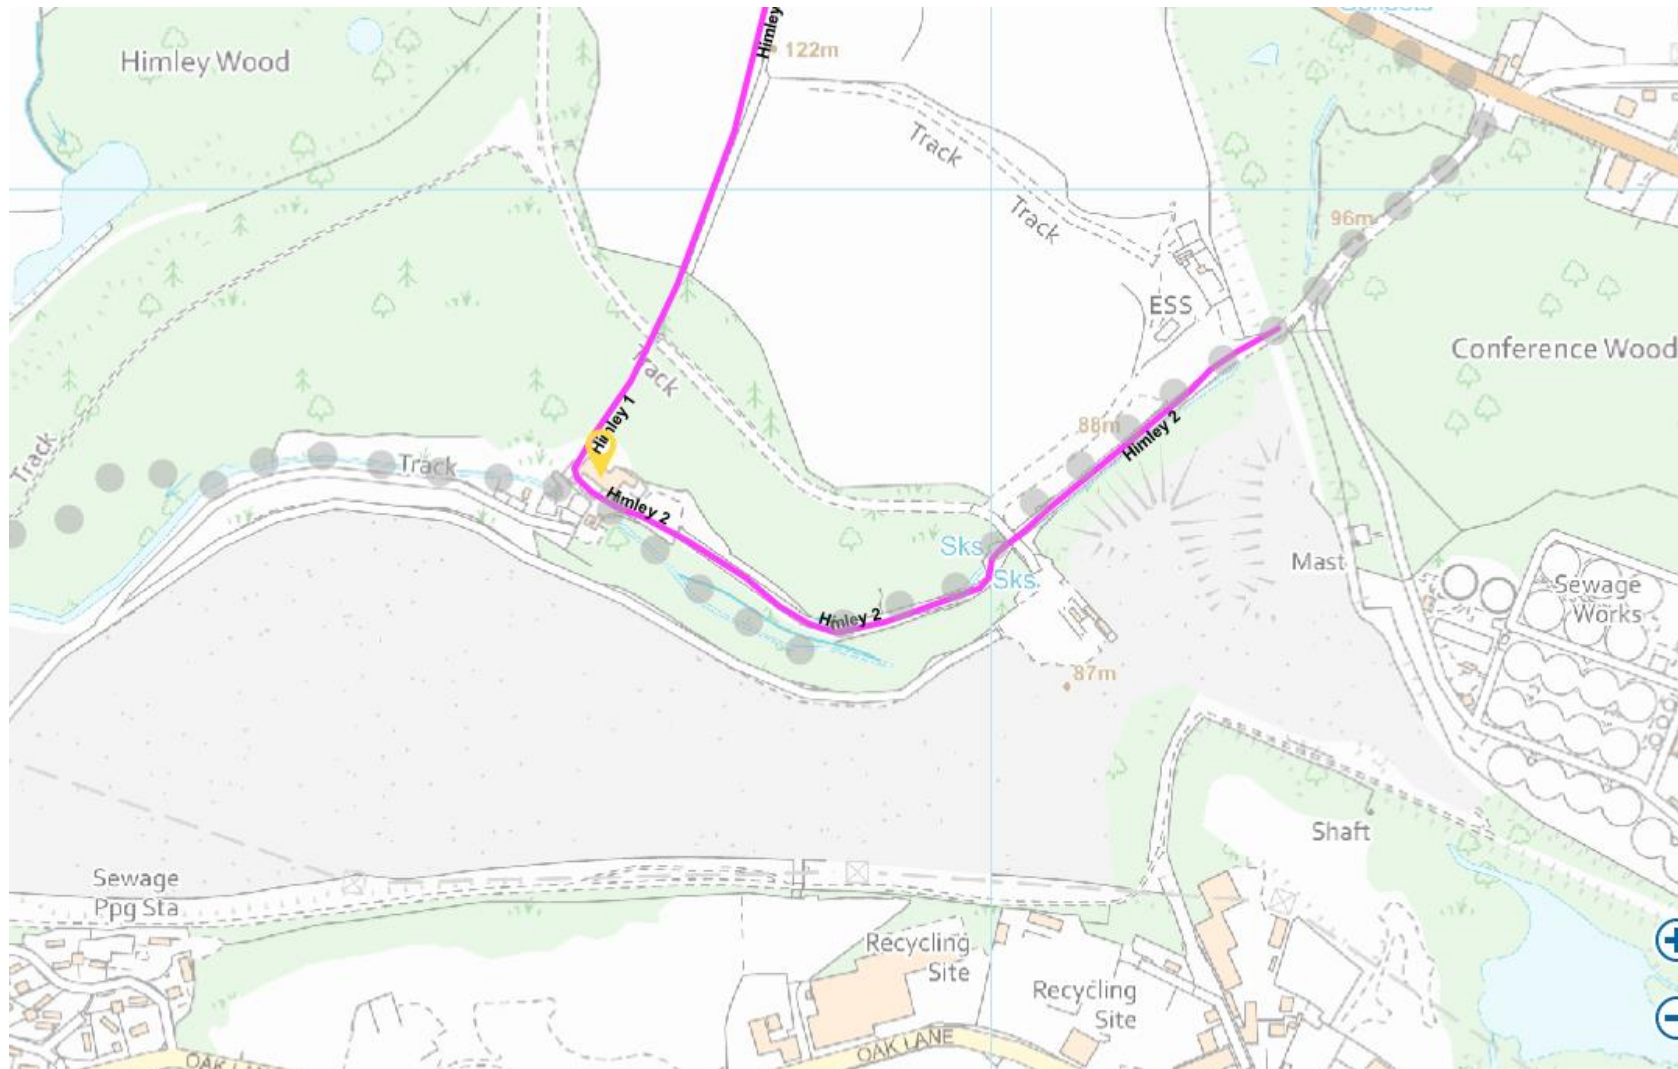 Himley
122m
Himley Wood
Track
Track
96m
ESS
Conference Wood
Track
Himley 1
88m
Himley 2
Track
Track
Himley 2
Sks
Sks
Mast
Sewage
Works
Himley 2
87m
Shaft
Sewage
Ppg Sta
Recycling
Site
Recycling
Site
OAK LANE
OAK LA